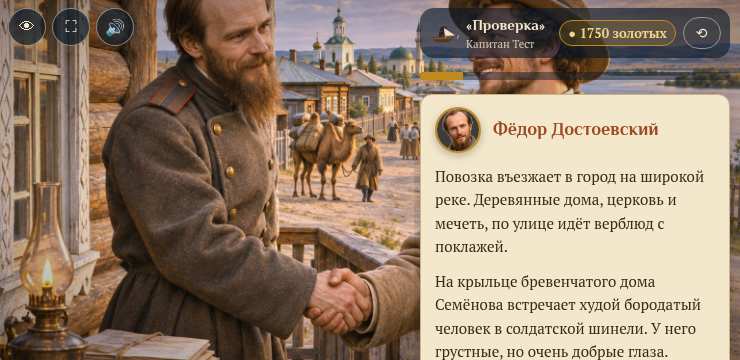 «Проверка»
Капитан Тест
● 1750 золотых
Фёдор Достоевский
Повозка въезжает в город на широкой
реке. Деревянные дома, церковь и
мечеть, по улице идёт верблюд с
поклажей.
На крыльце бревенчатого дома
Семёнова встречает худой бородатый
человек в солдатской шинели. У него
грустные, но очень добрые глаза.